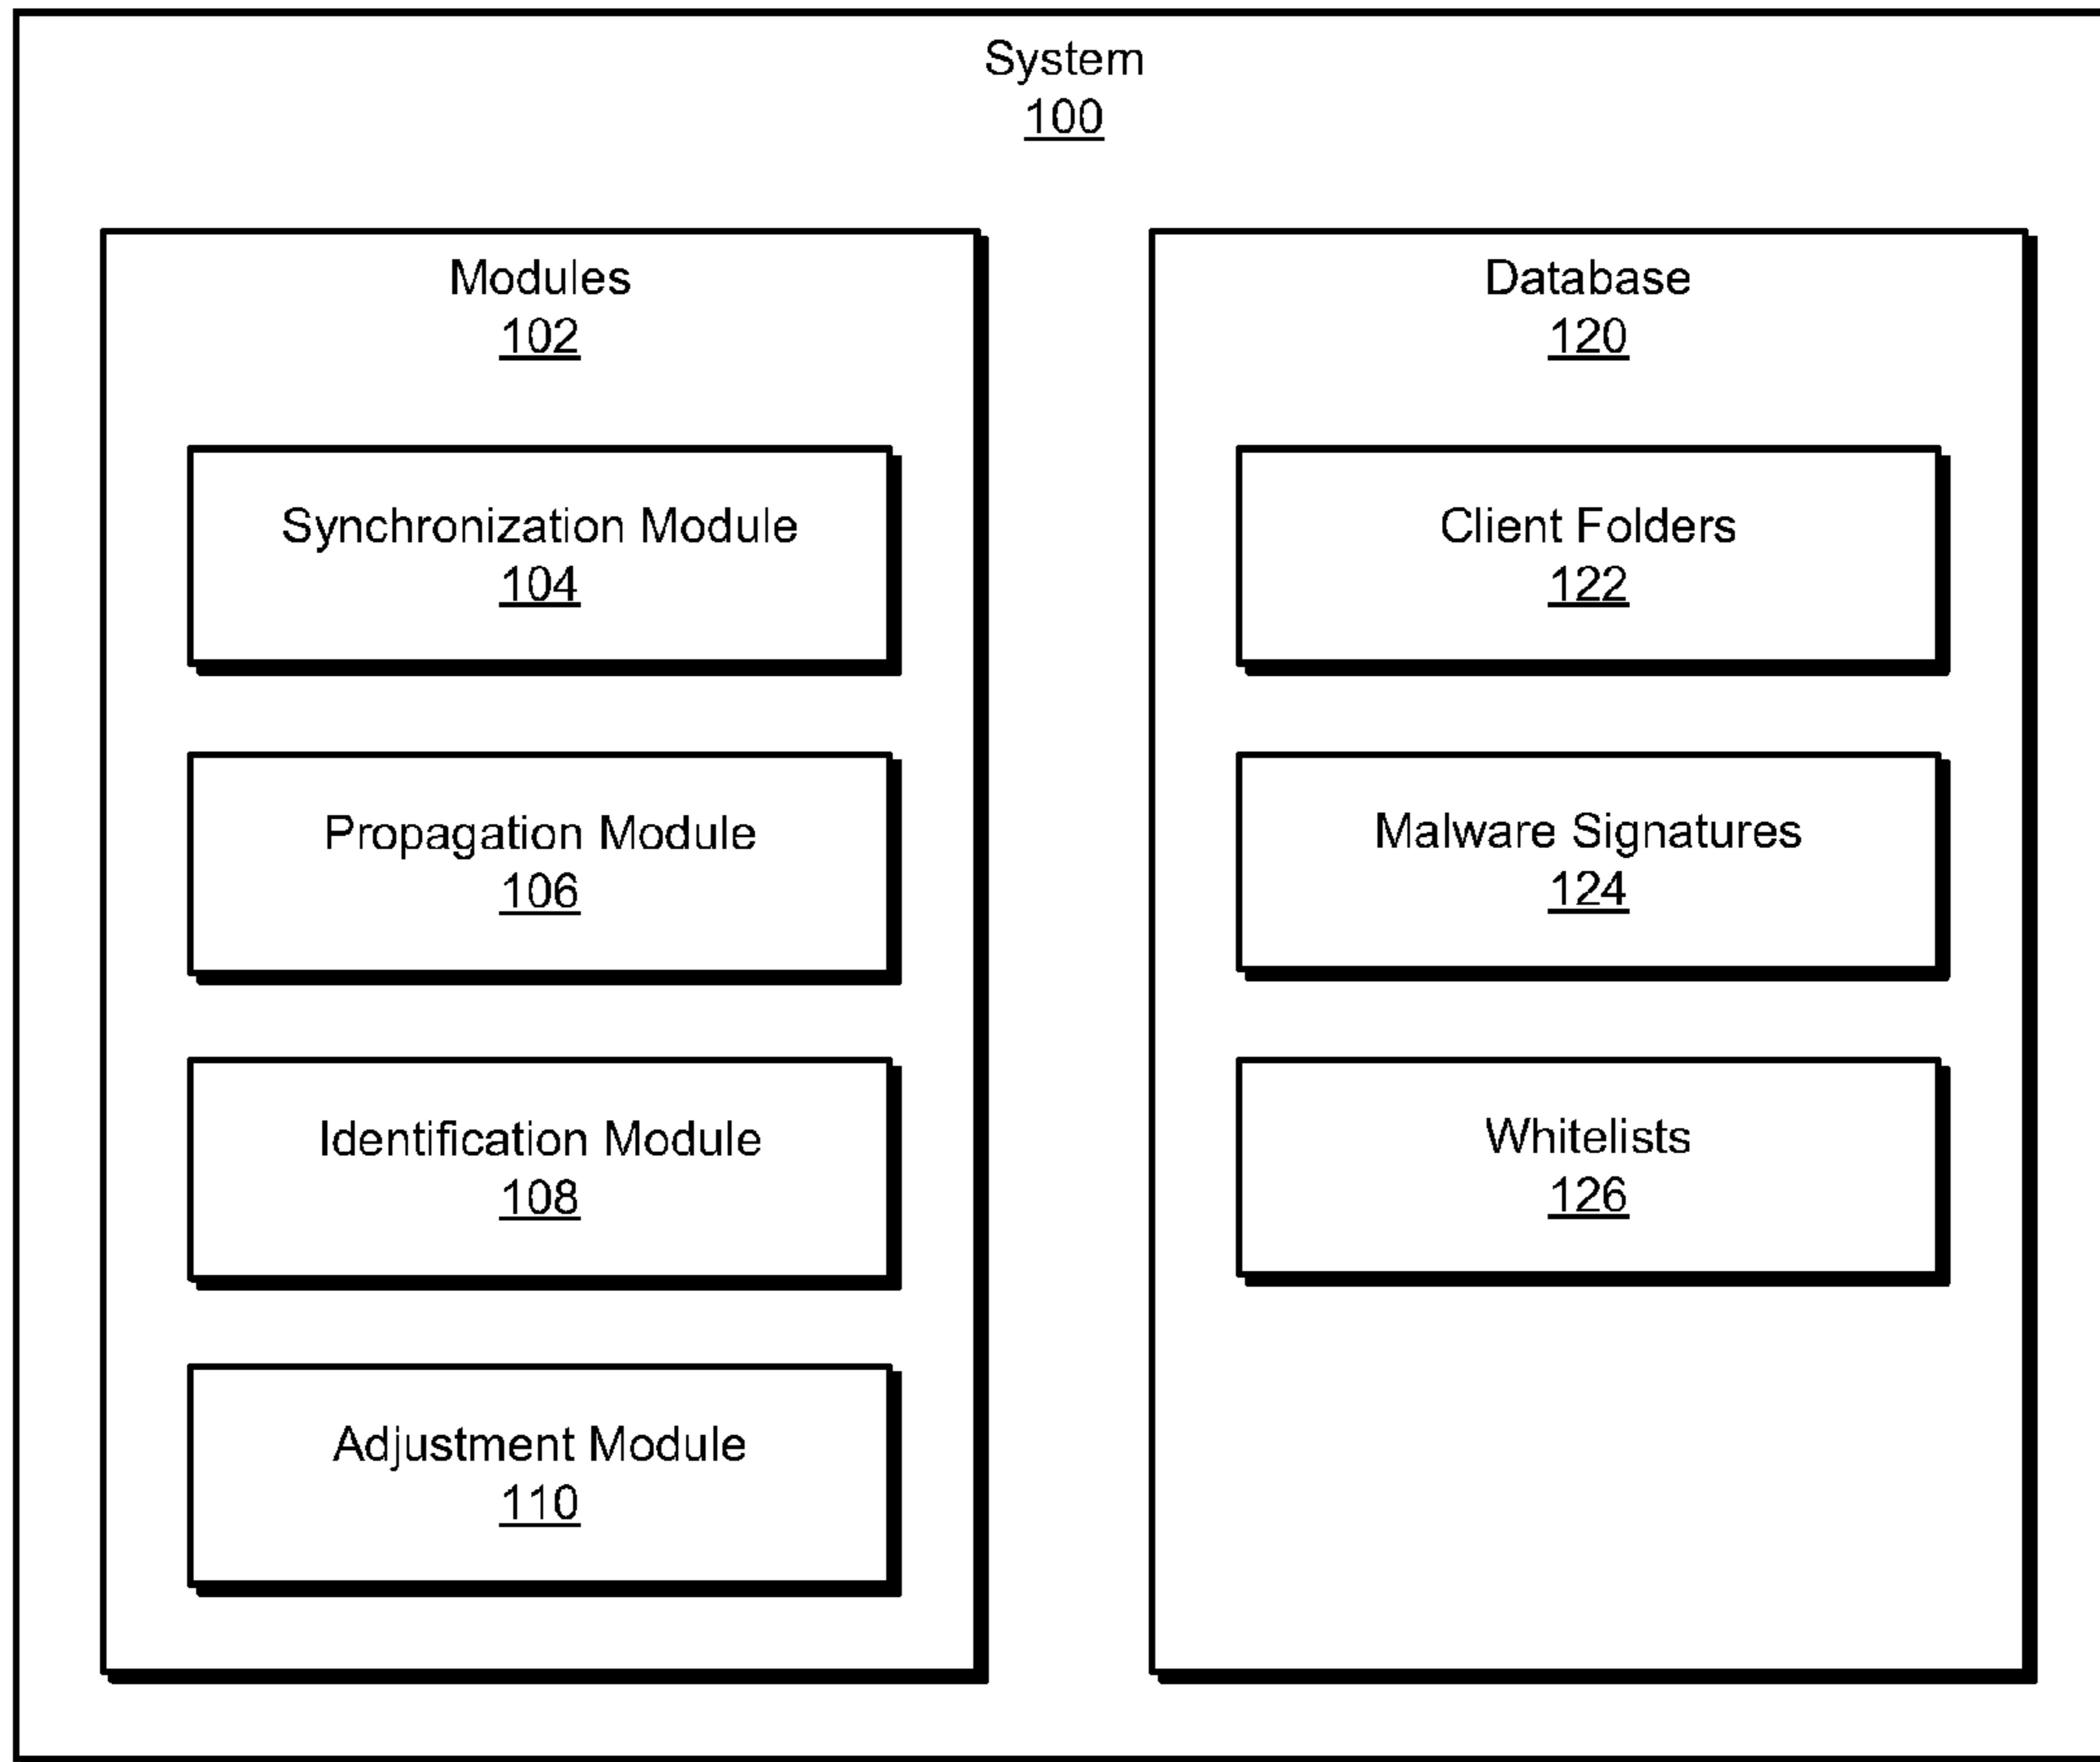 System
100
Modules
102
Synchronization Module
104
Propagation Module
106
Identification Module
108
Adjustment Module
110
Database
120
Client Folders
122
Malware Signatures
124
Whitelists
126